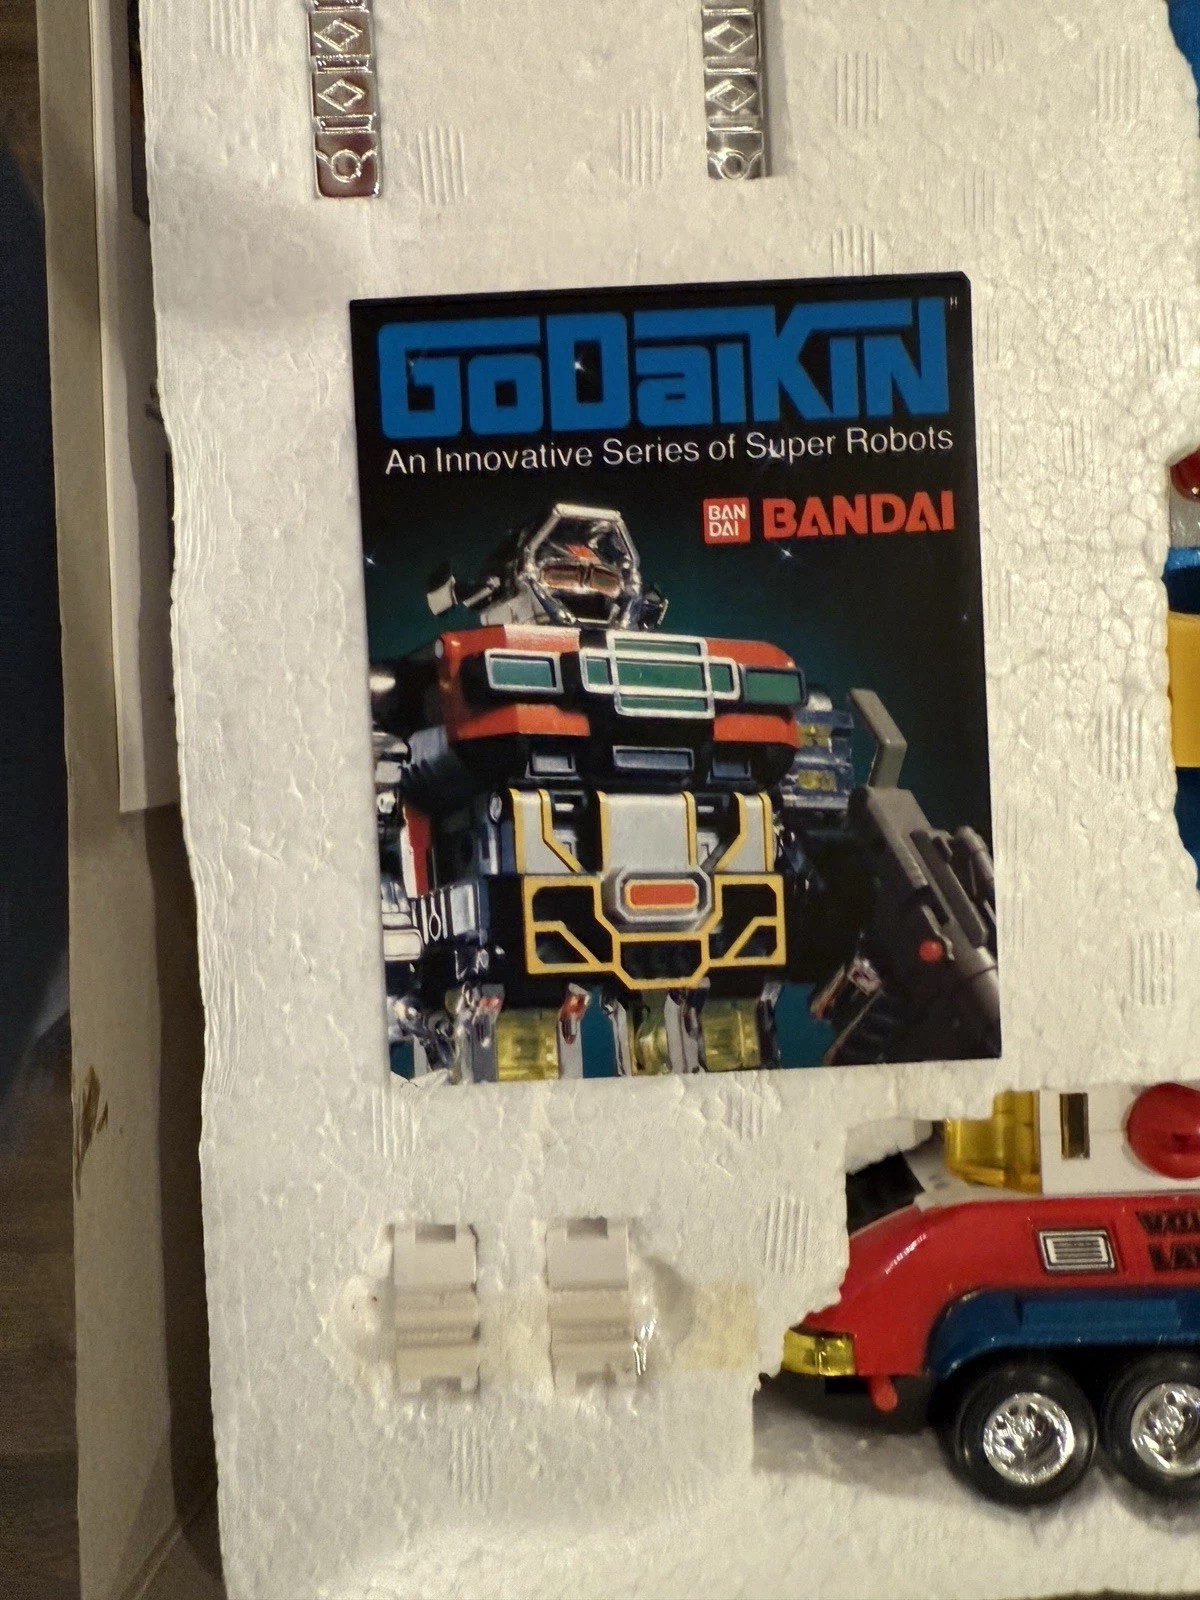 GoDaiKiN
An Innovative Series of Super Robots
BAN
DAI
BANDAI